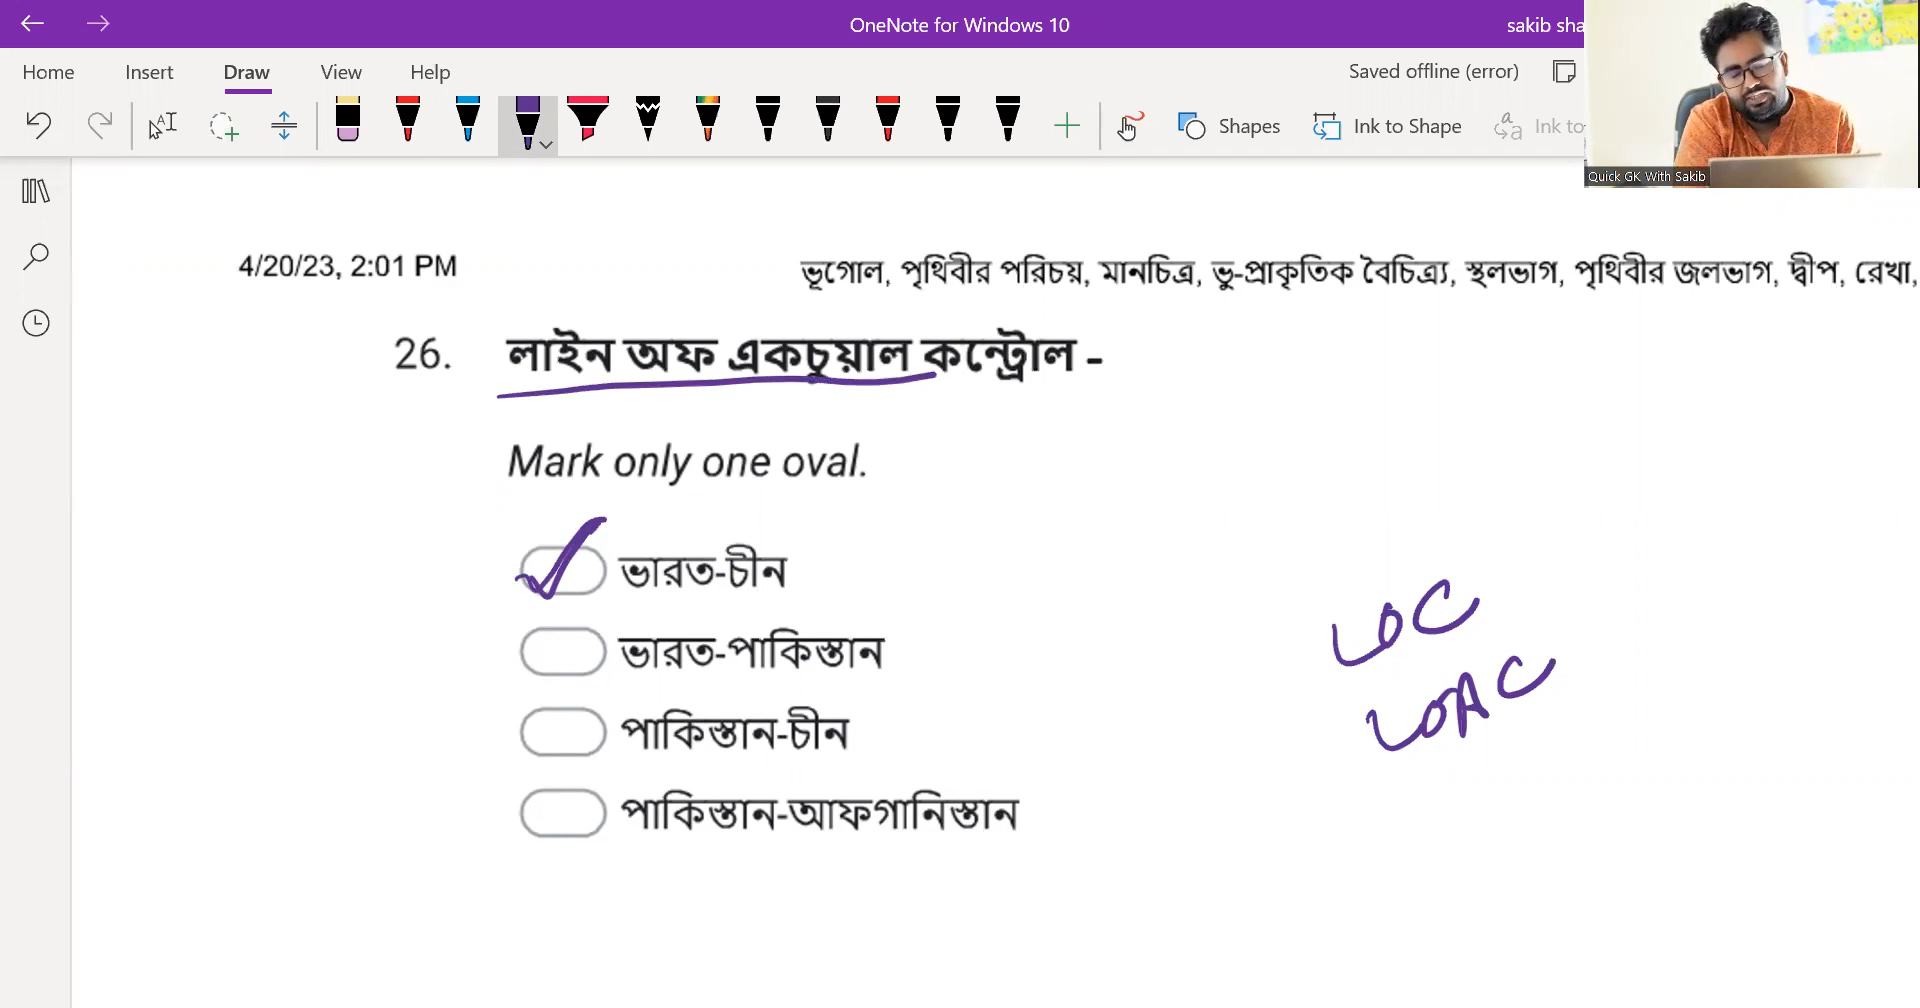 OneNote for Windows 10
sakib sha
Home Insert Draw View Help
Saved offline (error)
Shapes Ink to Shape Ink to
Quick GK With Sakib
4/20/23, 2:01 PM
ভূগোল, পৃথিবীর পরিচয়, মানচিত্র, ভু-প্রাকৃতিক বৈচিত্র্য, স্থলভাগ, পৃথিবীর জলভাগ, দ্বীপ, রেখা,
26. লাইন অফ একচুয়াল কন্ট্রোল -
Mark only one oval.
ভারত-চীন
ভারত-পাকিস্তান
পাকিস্তান-চীন
পাকিস্তান-আফগানিস্তান
LOC
LOAC